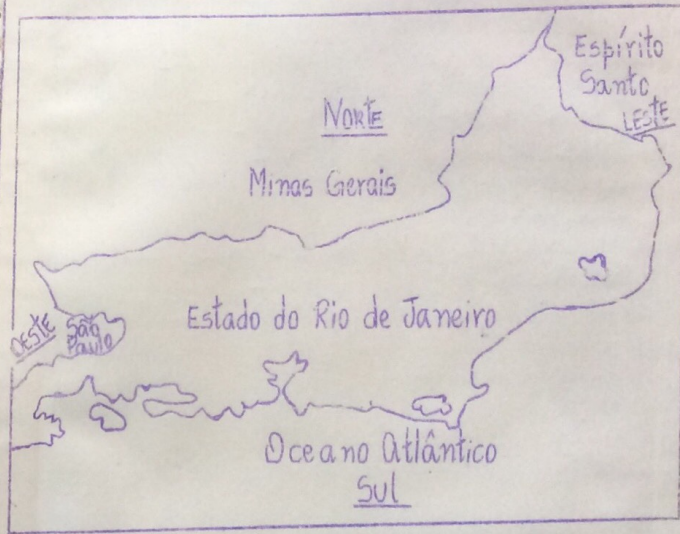 Espírito
Santo
LESTE
NORTE
Minas Gerais
OESTE
São
Paulo
Estado do Rio de Janeiro
Oceano Atlântico
Sul